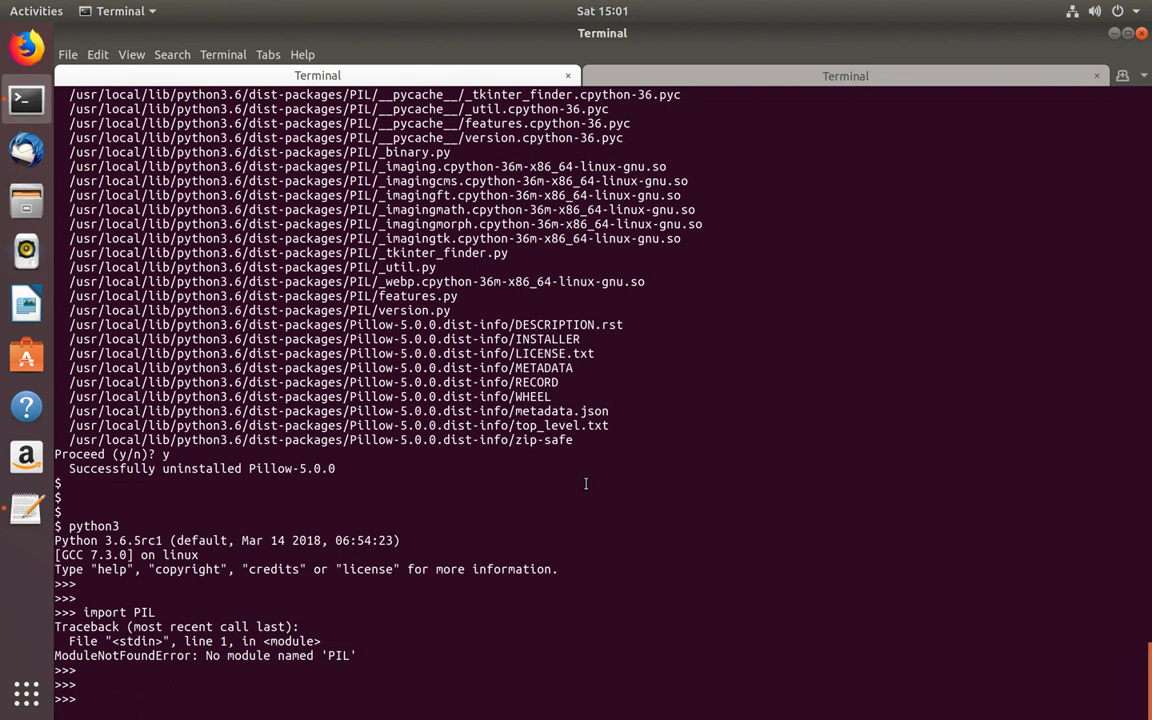 Activities Terminal Sat 15:01
Terminal
File Edit View Search Terminal Tabs Help
Terminal × Terminal ×
/usr/local/lib/python3.6/dist-packages/PIL/__pycache__/_tkinter_finder.cpython-36.pyc
/usr/local/lib/python3.6/dist-packages/PIL/__pycache__/_util.cpython-36.pyc
/usr/local/lib/python3.6/dist-packages/PIL/__pycache__/features.cpython-36.pyc
/usr/local/lib/python3.6/dist-packages/PIL/__pycache__/version.cpython-36.pyc
/usr/local/lib/python3.6/dist-packages/PIL/_binary.py
/usr/local/lib/python3.6/dist-packages/PIL/_imaging.cpython-36m-x86_64-linux-gnu.so
/usr/local/lib/python3.6/dist-packages/PIL/_imagingcms.cpython-36m-x86_64-linux-gnu.so
/usr/local/lib/python3.6/dist-packages/PIL/_imagingft.cpython-36m-x86_64-linux-gnu.so
/usr/local/lib/python3.6/dist-packages/PIL/_imagingmath.cpython-36m-x86_64-linux-gnu.so
/usr/local/lib/python3.6/dist-packages/PIL/_imagingmorph.cpython-36m-x86_64-linux-gnu.so
/usr/local/lib/python3.6/dist-packages/PIL/_imagingtk.cpython-36m-x86_64-linux-gnu.so
/usr/local/lib/python3.6/dist-packages/PIL/_tkinter_finder.py
/usr/local/lib/python3.6/dist-packages/PIL/_util.py
/usr/local/lib/python3.6/dist-packages/PIL/_webp.cpython-36m-x86_64-linux-gnu.so
/usr/local/lib/python3.6/dist-packages/PIL/features.py
/usr/local/lib/python3.6/dist-packages/PIL/version.py
/usr/local/lib/python3.6/dist-packages/Pillow-5.0.0.dist-info/DESCRIPTION.rst
/usr/local/lib/python3.6/dist-packages/Pillow-5.0.0.dist-info/INSTALLER
/usr/local/lib/python3.6/dist-packages/Pillow-5.0.0.dist-info/LICENSE.txt
/usr/local/lib/python3.6/dist-packages/Pillow-5.0.0.dist-info/METADATA
/usr/local/lib/python3.6/dist-packages/Pillow-5.0.0.dist-info/RECORD
/usr/local/lib/python3.6/dist-packages/Pillow-5.0.0.dist-info/WHEEL
/usr/local/lib/python3.6/dist-packages/Pillow-5.0.0.dist-info/metadata.json
/usr/local/lib/python3.6/dist-packages/Pillow-5.0.0.dist-info/top_level.txt
/usr/local/lib/python3.6/dist-packages/Pillow-5.0.0.dist-info/zip-safe
Proceed (y/n)? y
Successfully uninstalled Pillow-5.0.0
$
$
$
$ python3
Python 3.6.5rc1 (default, Mar 14 2018, 06:54:23)
[GCC 7.3.0] on linux
Type "help", "copyright", "credits" or "license" for more information.
>>>
>>>
>>> import PIL
Traceback (most recent call last):
File "<stdin>", line 1, in <module>
ModuleNotFoundError: No module named 'PIL'
>>>
>>>
>>>